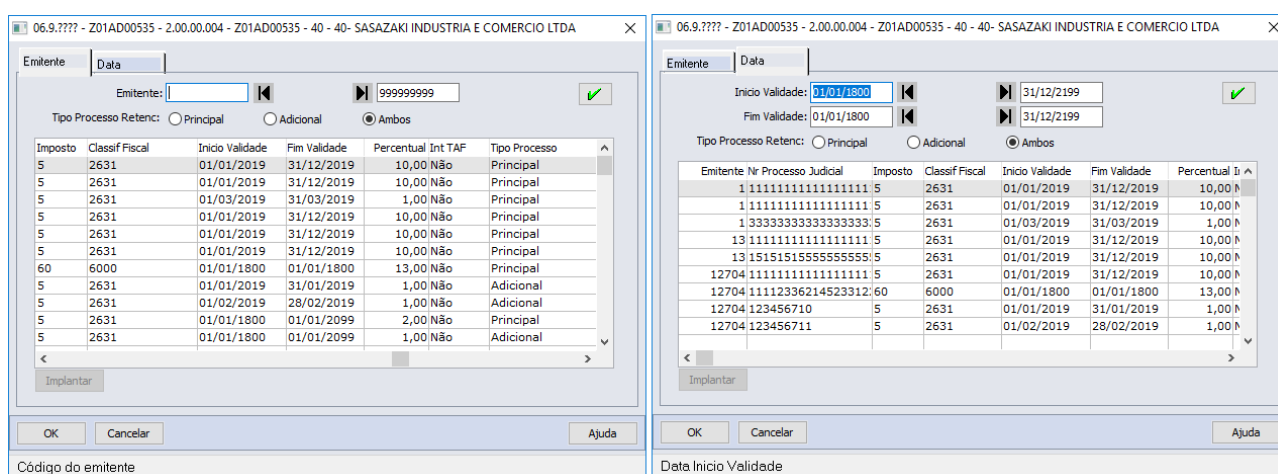 06.9.???? - Z01AD00535 - 2.00.00.004 - Z01AD00535 - 40 - 40- SASAZAKI INDUSTRIA E COMERCIO LTDA
Emitente Data
Emitente: 999999999
Tipo Processo Retenc: Principal Adicional Ambos
Imposto Classif Fiscal Inicio Validade Fim Validade Percentual Int TAF Tipo Processo
5 2631 01/01/2019 31/12/2019 10,00 Não Principal
5 2631 01/01/2019 31/12/2019 10,00 Não Principal
5 2631 01/03/2019 31/03/2019 1,00 Não Principal
5 2631 01/01/2019 31/12/2019 10,00 Não Principal
5 2631 01/01/2019 31/12/2019 10,00 Não Principal
5 2631 01/01/2019 31/12/2019 10,00 Não Principal
60 6000 01/01/1800 01/01/1800 13,00 Não Principal
5 2631 01/01/2019 31/01/2019 1,00 Não Adicional
5 2631 01/02/2019 28/02/2019 1,00 Não Adicional
5 2631 01/01/1800 01/01/2099 2,00 Não Principal
5 2631 01/01/1800 01/01/2099 1,00 Não Adicional
Implantar
OK Cancelar Ajuda
Código do emitente
06.9.???? - Z01AD00535 - 2.00.00.004 - Z01AD00535 - 40 - 40- SASAZAKI INDUSTRIA E COMERCIO LTDA
Emitente Data
Inicio Validade: 01/01/1800 31/12/2199
Fim Validade: 01/01/1800 31/12/2199
Tipo Processo Retenc: Principal Adicional Ambos
Emitente Nr Processo Judicial Imposto Classif Fiscal Inicio Validade Fim Validade Percentual
1 5 2631 01/01/2019 31/12/2019 10,00
1 5 2631 01/01/2019 31/12/2019 10,00
1 5 2631 01/03/2019 31/03/2019 1,00
13 5 2631 01/01/2019 31/12/2019 10,00
13 5 2631 01/01/2019 31/12/2019 10,00
12704 5 2631 01/01/2019 31/12/2019 10,00
12704 60 6000 01/01/1800 01/01/1800 13,00
12704 123456710 5 2631 01/01/2019 31/01/2019 1,00
12704 123456711 5 2631 01/02/2019 28/02/2019 1,00
Implantar
OK Cancelar Ajuda
Data Inicio Validade